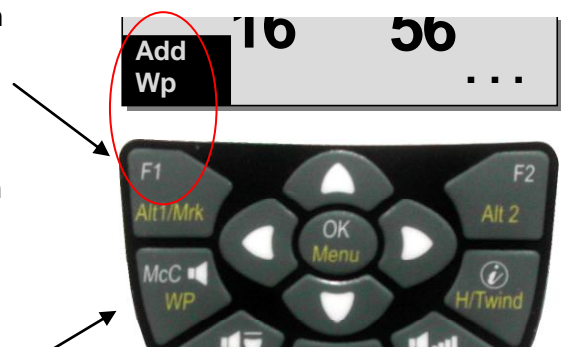 16 56
Add
Wp
...
F1 F2
Alt1/Mrk Alt 2
OK
Menu
McC
WP
H/Twind